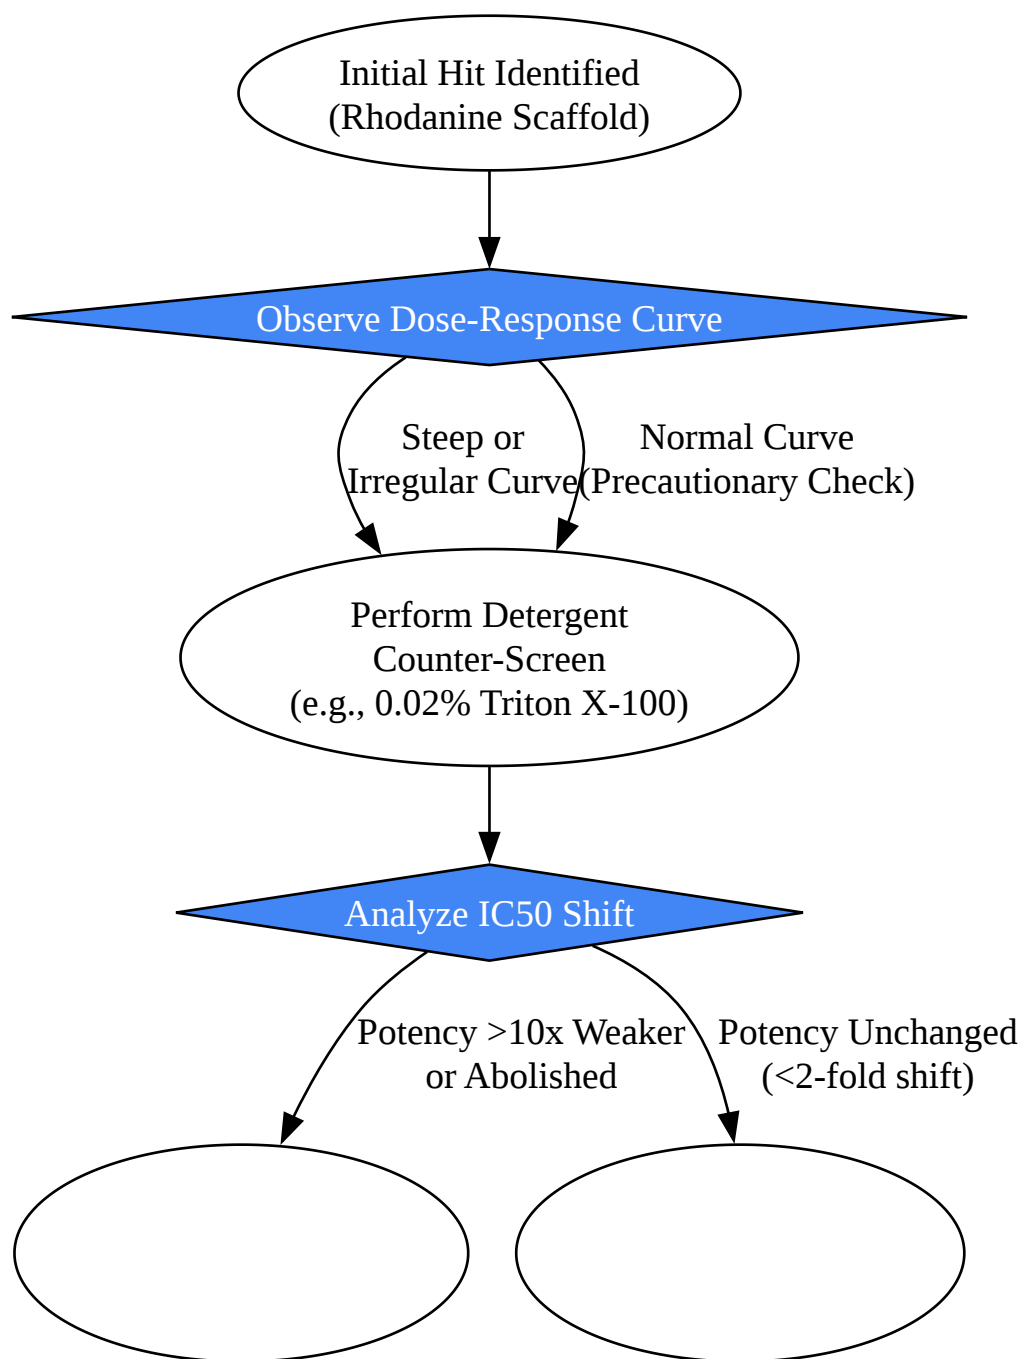 Initial Hit Identified
(Rhodanine Scaffold)
Observe Dose-Response Curve
Steep or
Irregular Curve
Normal Curve
(Precautionary Check)
Perform Detergent
Counter-Screen
(e.g., 0.02% Triton X-100)
Analyze IC50 Shift
Potency >10x Weaker
or Abolished
Potency Unchanged
(<2-fold shift)